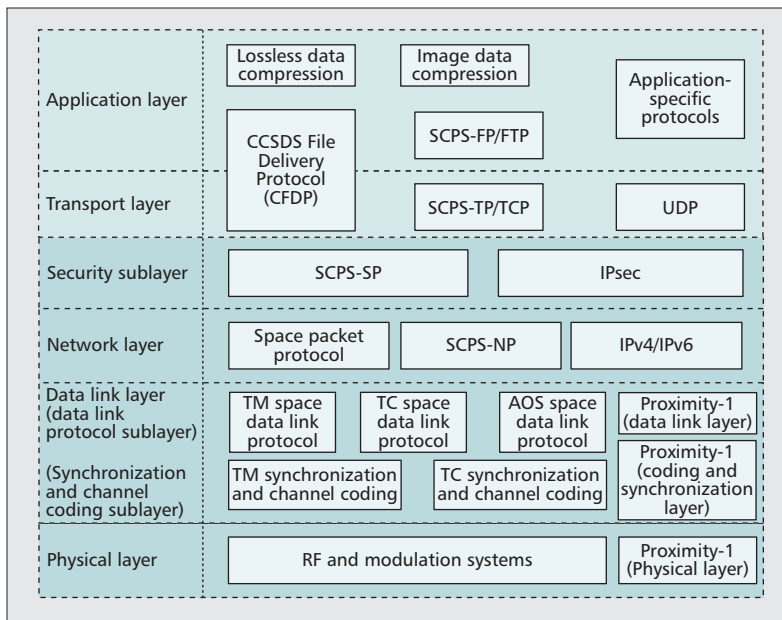 Application layer
Lossless data
compression
Image data
compression
Application-
specific
protocols
CCSDS File
Delivery
Protocol
(CFDP)
SCPS-FP/FTP
Transport layer
SCPS-TP/TCP
UDP
Security sublayer
SCPS-SP
IPsec
Network layer
Space packet
protocol
SCPS-NP
IPv4/IPv6
Data link layer
(data link
protocol sublayer)
TM space
data link
protocol
TC space
data link
protocol
AOS space
data link
protocol
Proximity-1
(data link layer)
(Synchronization
and channel
coding sublayer)
TM synchronization
and channel coding
TC synchronization
and channel coding
Proximity-1
(coding and
synchronization
layer)
Physical layer
RF and modulation systems
Proximity-1
(Physical layer)